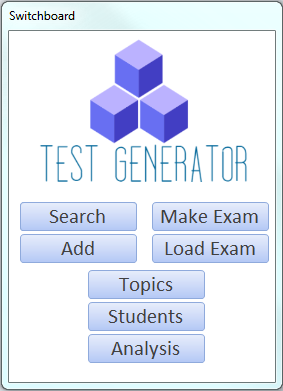 Switchboard
TEST GENERATOR
Search Make Exam
Add Load Exam
Topics
Students
Analysis